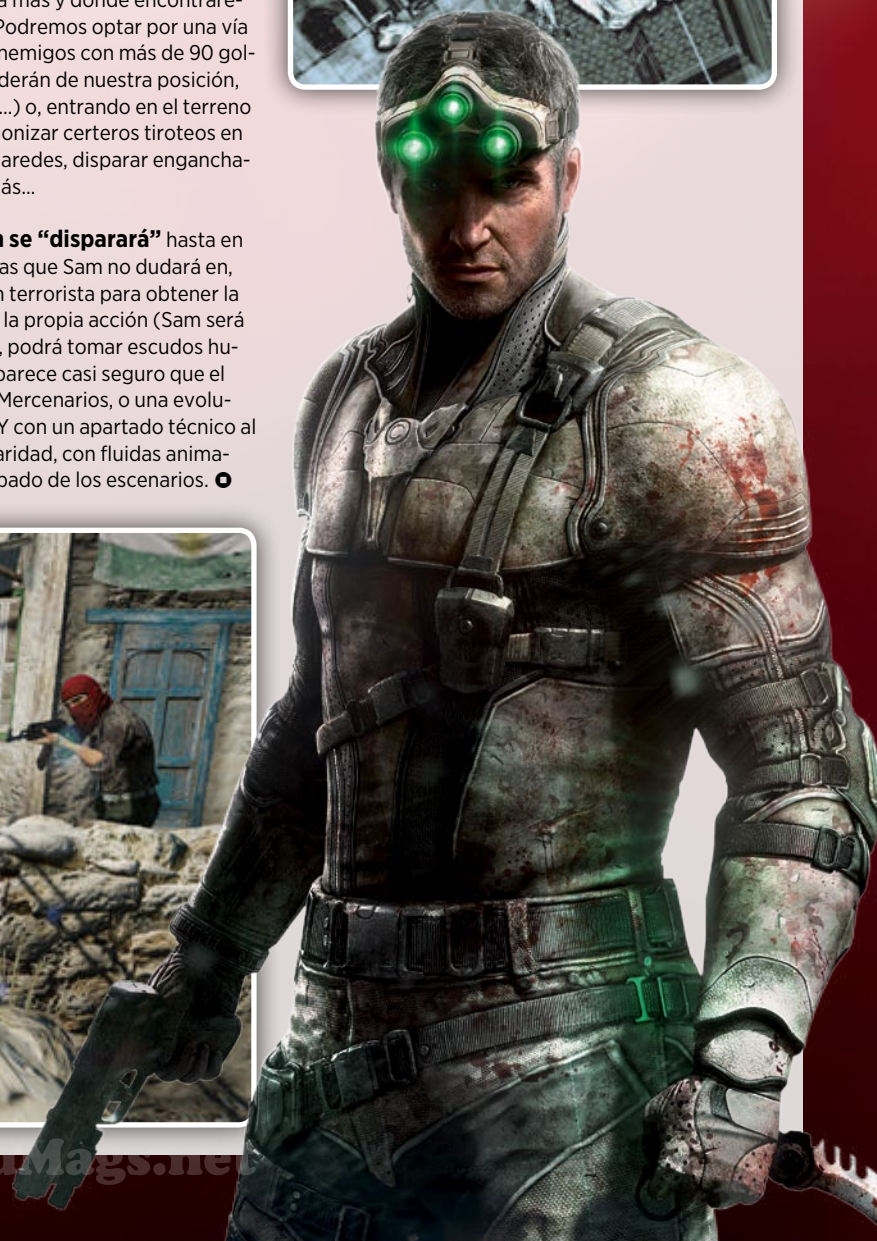 a más y donde encontrare-
Podremos optar por una vía
nemigos con más de 90 gol-
derán de nuestra posición,
...) o, entrando en el terreno
onizar certeros tiroteos en
aredes, disparar engancha-
ás...
n se “disparará” hasta en
as que Sam no dudará en,
n terrorista para obtener la
la propia acción (Sam será
, podrá tomar escudos hu-
parece casi seguro que el
Mercenarios, o una evolu-
Y con un apartado técnico al
aridad, con fluidas anima-
bado de los escenarios.
uMags.net